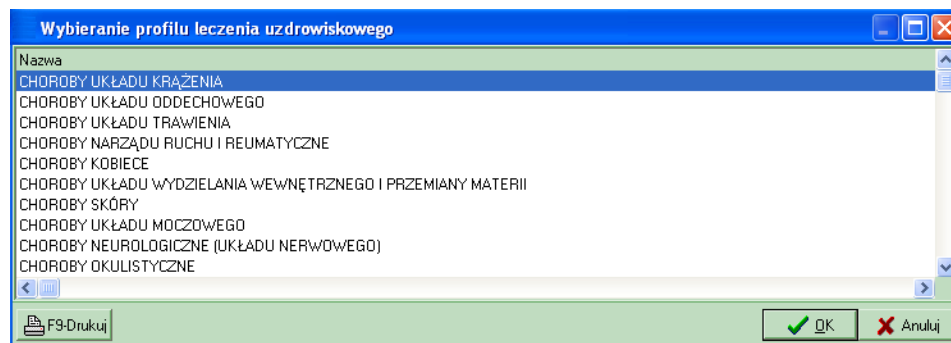 Wybieranie profilu leczenia uzdrowiskowego
Nazwa
CHOROBY UKŁADU KRĄŻENIA
CHOROBY UKŁADU ODDECHOWEGO
CHOROBY UKŁADU TRAWIENIA
CHOROBY NARZĄDU RUCHU I REUMATYCZNE
CHOROBY KOBIECE
CHOROBY UKŁADU WYDZIELANIA WEWNĘTRZNEGO I PRZEMIANY MATERII
CHOROBY SKÓRY
CHOROBY UKŁADU MOCZOWEGO
CHOROBY NEUROLOGICZNE (UKŁADU NERWOWEGO)
CHOROBY OKULISTYCZNE
F9-Drukuj OK Anuluj